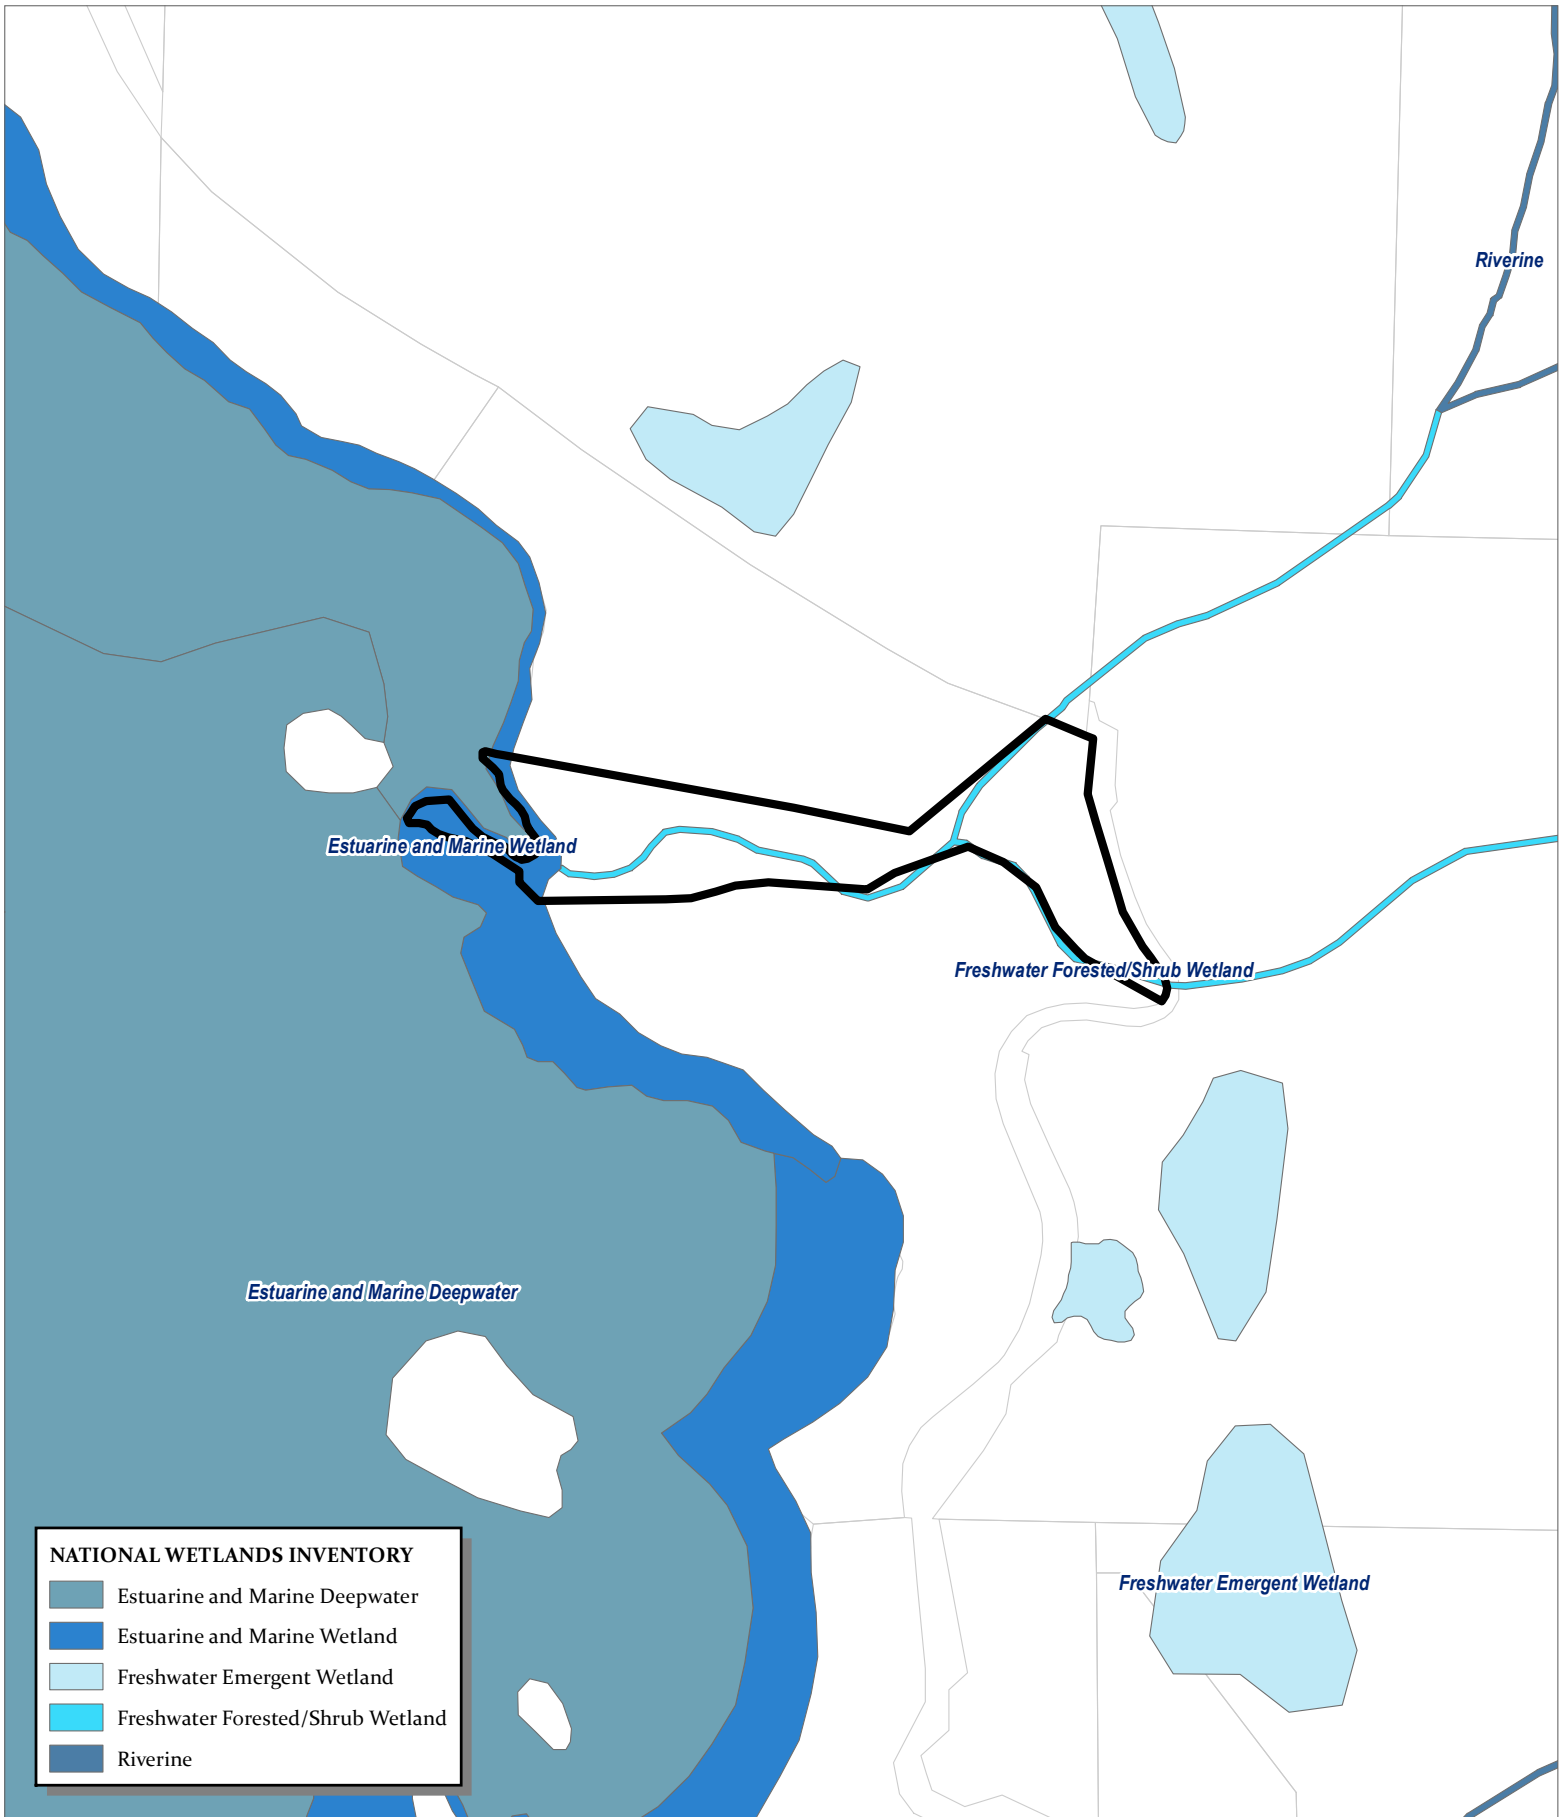 Riverine
Estuarine and Marine Wetland
Freshwater Forested/Shrub Wetland
Estuarine and Marine Deepwater
Freshwater Emergent Wetland
NATIONAL WETLANDS INVENTORY
Estuarine and Marine Deepwater
Estuarine and Marine Wetland
Freshwater Emergent Wetland
Freshwater Forested/Shrub Wetland
Riverine